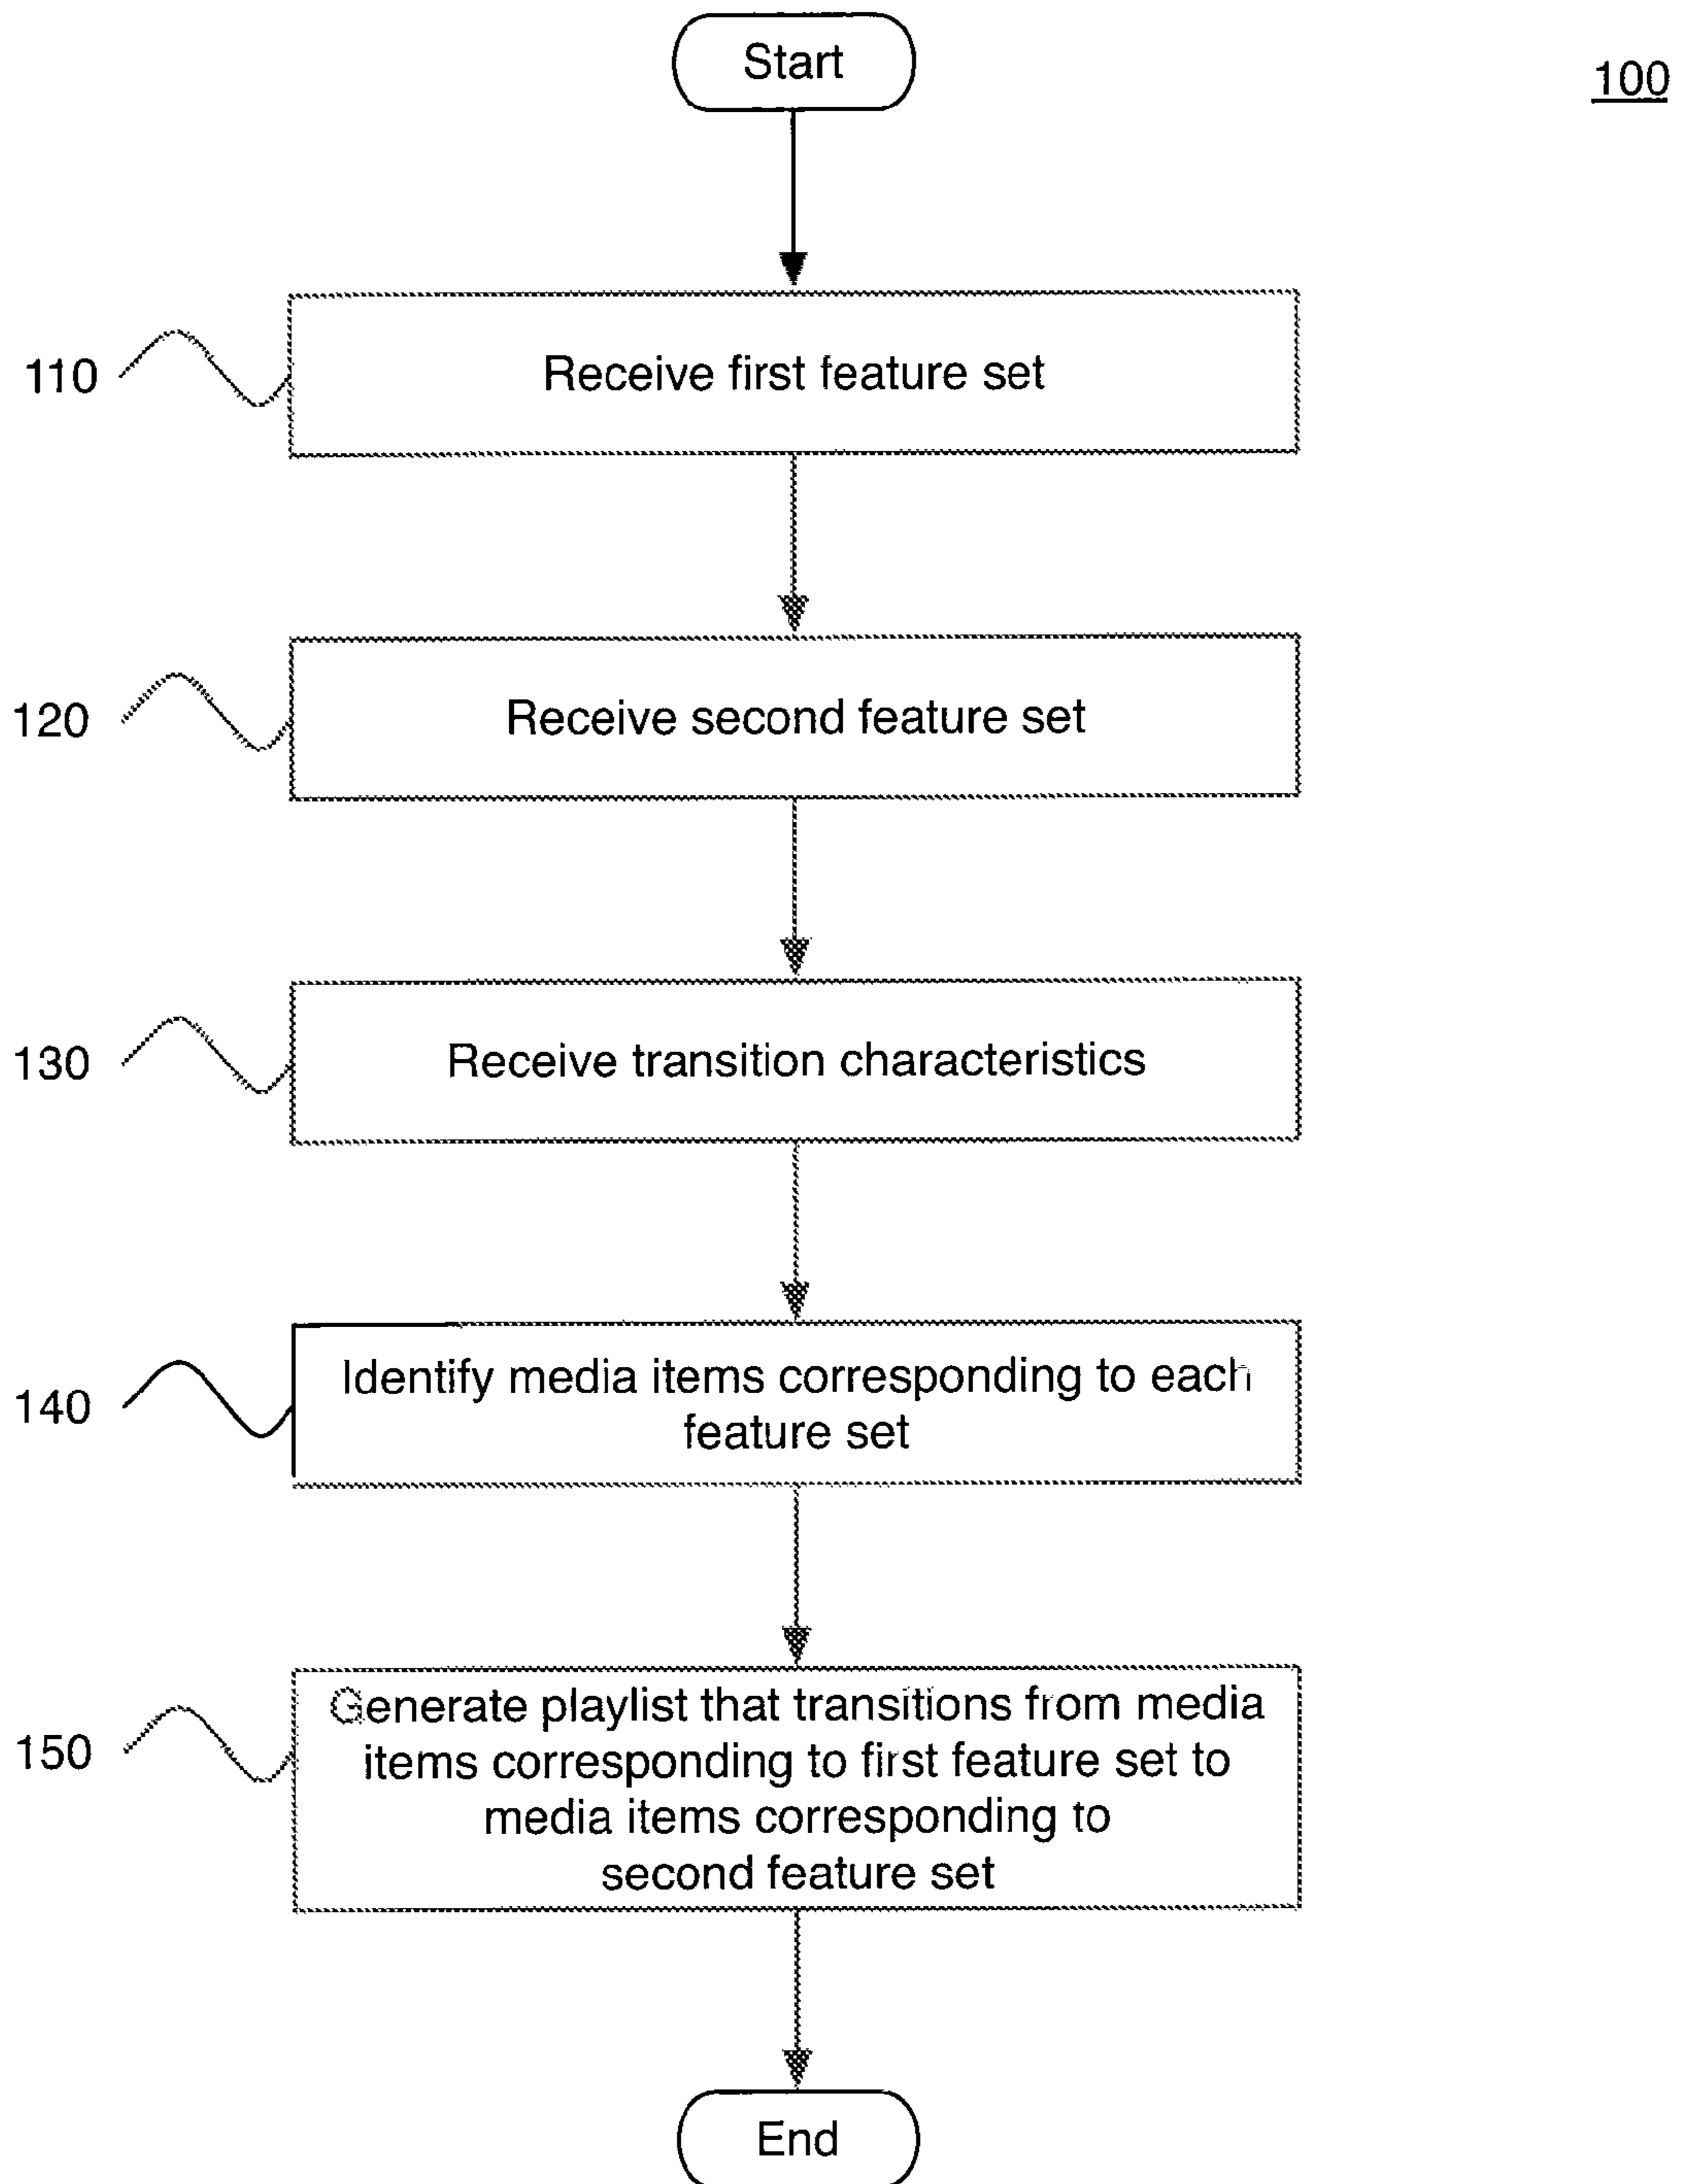 Start
100
110
Receive first feature set
120
Receive second feature set
130
Receive transition characteristics
140
Identify media items corresponding to each
feature set
150
Generate playlist that transitions from media
items corresponding to first feature set to
media items corresponding to
second feature set
End